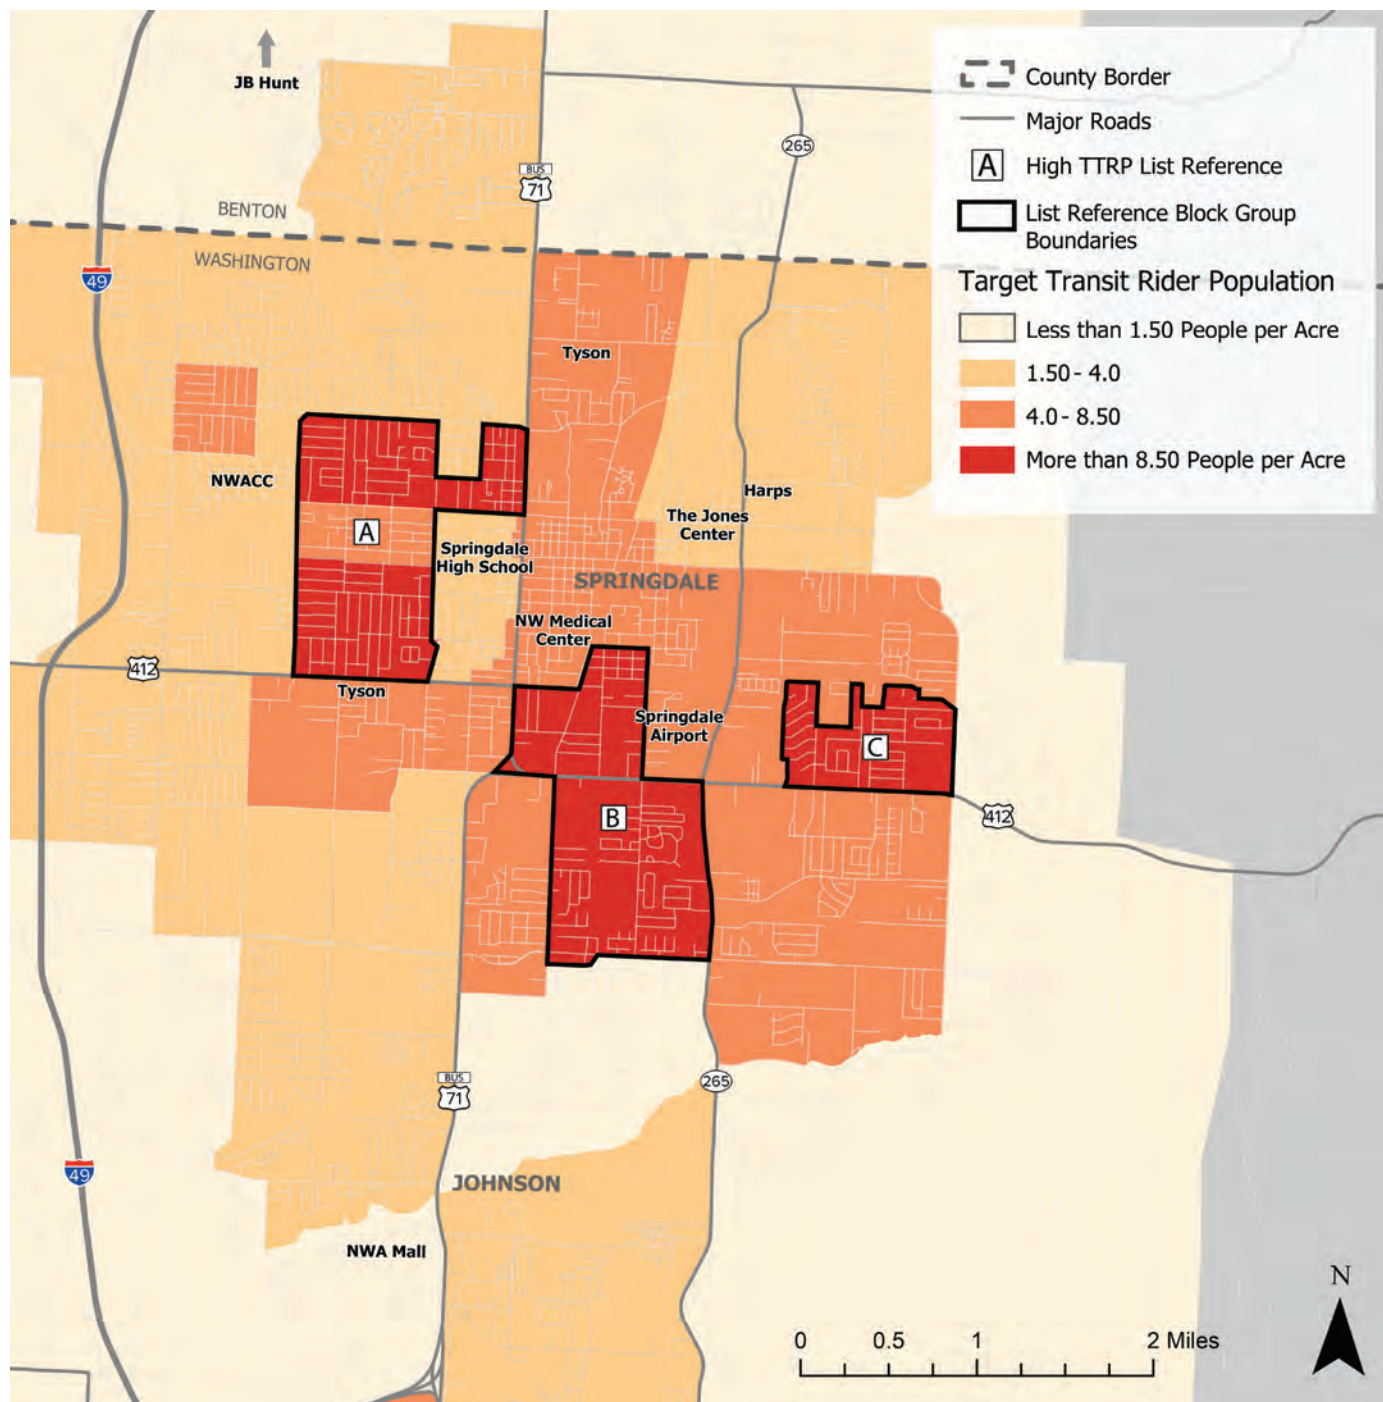 JB Hunt
BUS
71
265
BENTON
WASHINGTON
49
County Border
Major Roads
A
High TTRP List Reference
List Reference Block Group
Boundaries
Target Transit Rider Population
Less than 1.50 People per Acre
1.50 - 4.0
4.0 - 8.50
More than 8.50 People per Acre
Tyson
NWACC
Harps
The Jones
Center
A
Springdale
High School
SPRINGDALE
NW Medical
Center
412
Tyson
Springdale
Airport
C
B
412
BUS
71
265
49
JOHNSON
NWA Mall
N
0 0.5 1 2 Miles